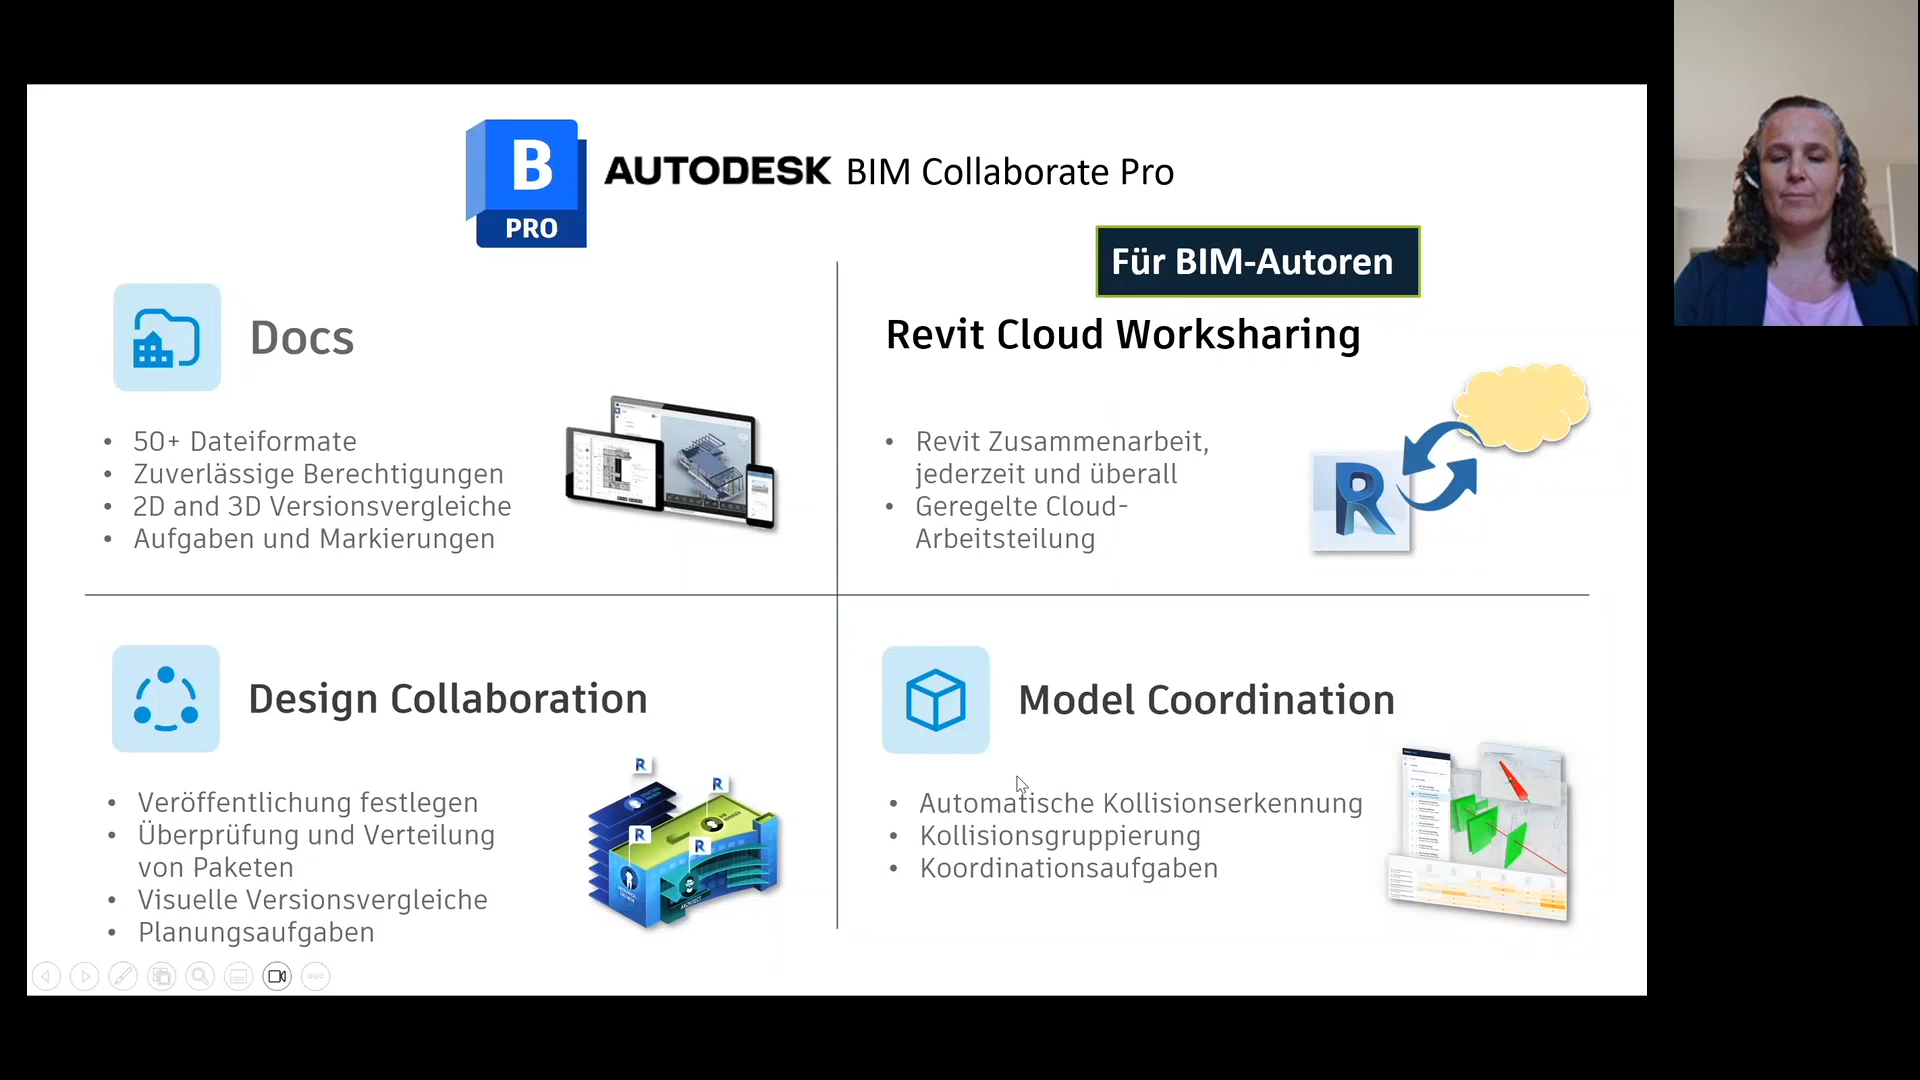 B
PRO
AUTODESK BIM Collaborate Pro
Für BIM-Autoren
Docs
• 50+ Dateiformate
• Zuverlässige Berechtigungen
• 2D and 3D Versionsvergleiche
• Aufgaben und Markierungen
Revit Cloud Worksharing
• Revit Zusammenarbeit,
jederzeit und überall
• Geregelte Cloud-
Arbeitsteilung
R
Design Collaboration
• Veröffentlichung festlegen
• Überprüfung und Verteilung
von Paketen
• Visuelle Versionsvergleiche
• Planungsaufgaben
R
R
R
R
Model Coordination
• Automatische Kollisionserkennung
• Kollisionsgruppierung
• Koordinationsaufgaben